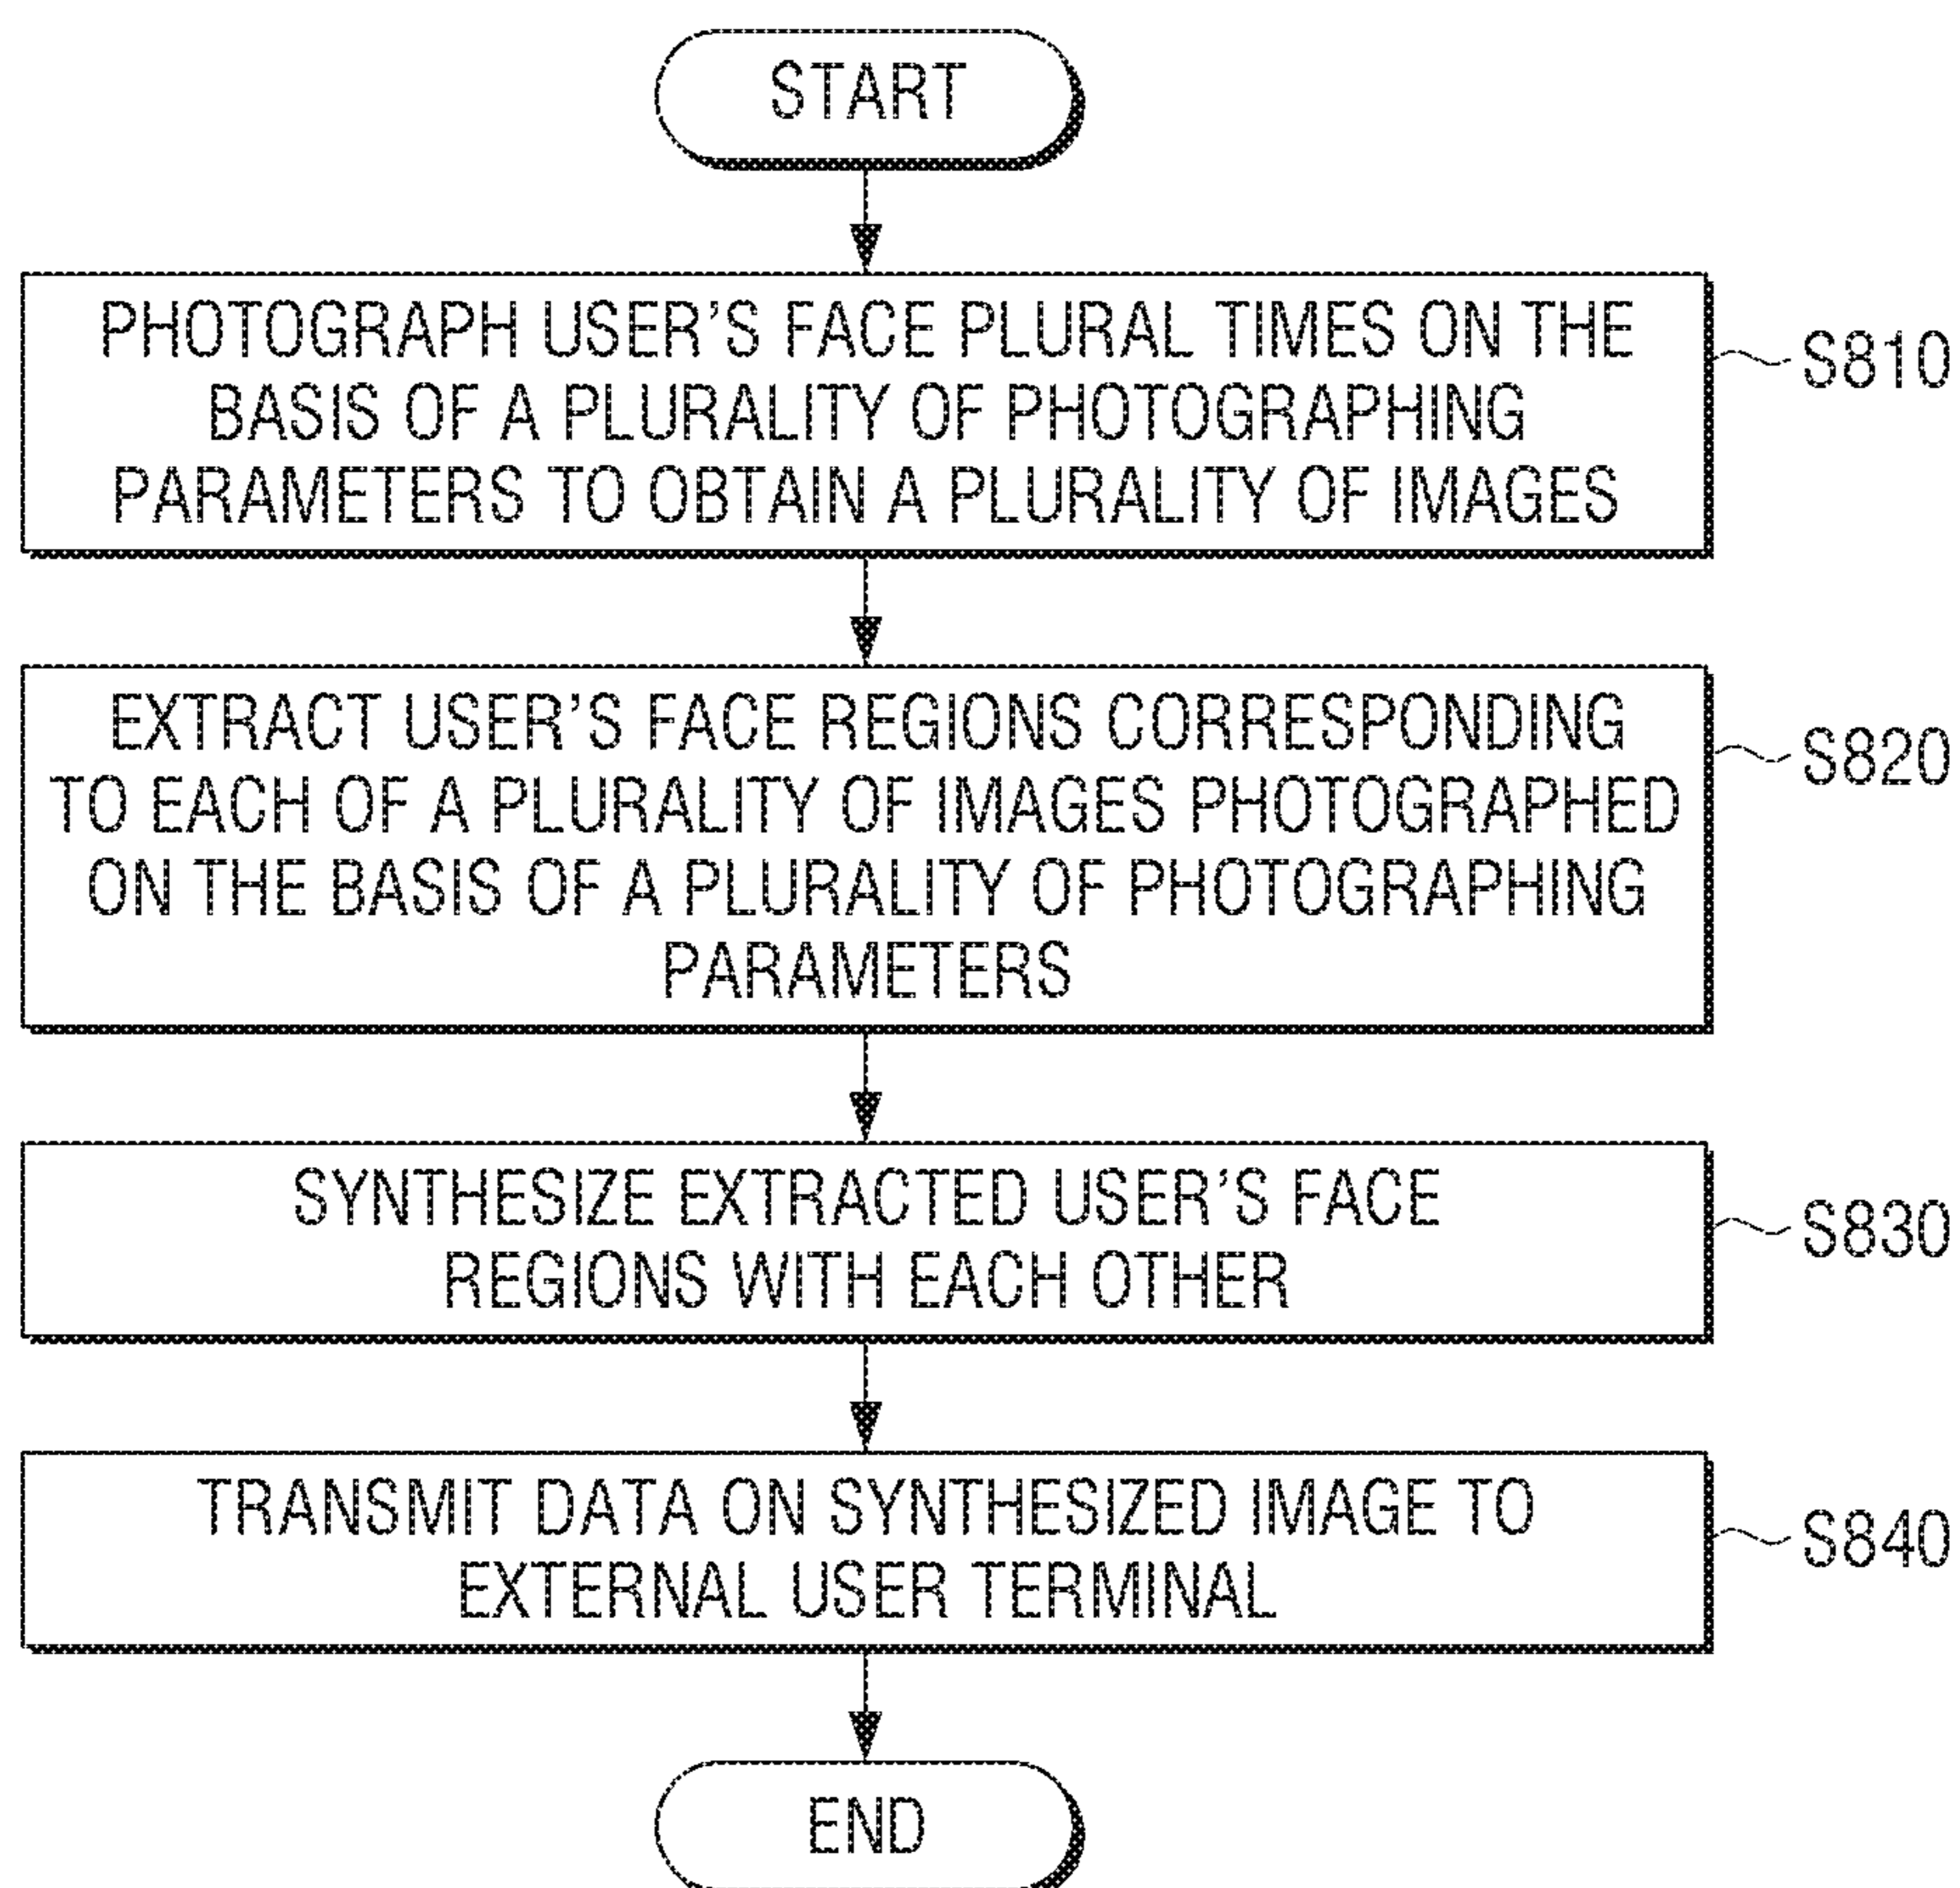 START
PHOTOGRAPH USER'S FACE PLURAL TIMES ON THE
BASIS OF A PLURALITY OF PHOTOGRAPHING
PARAMETERS TO OBTAIN A PLURALITY OF IMAGES
S810
EXTRACT USER'S FACE REGIONS CORRESPONDING
TO EACH OF A PLURALITY OF IMAGES PHOTOGRAPHED
ON THE BASIS OF A PLURALITY OF PHOTOGRAPHING
PARAMETERS
S820
SYNTHESIZE EXTRACTED USER'S FACE
REGIONS WITH EACH OTHER
S830
TRANSMIT DATA ON SYNTHESIZED IMAGE TO
EXTERNAL USER TERMINAL
S840
END